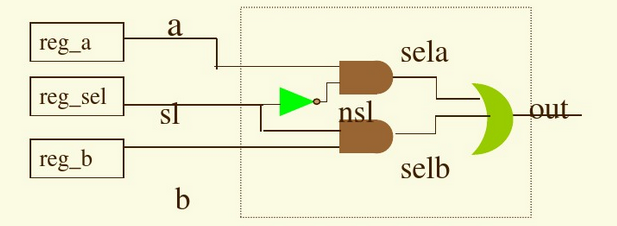 a
reg_a
sela
reg_sel
sl
nsl
out
reg_b
selb
b